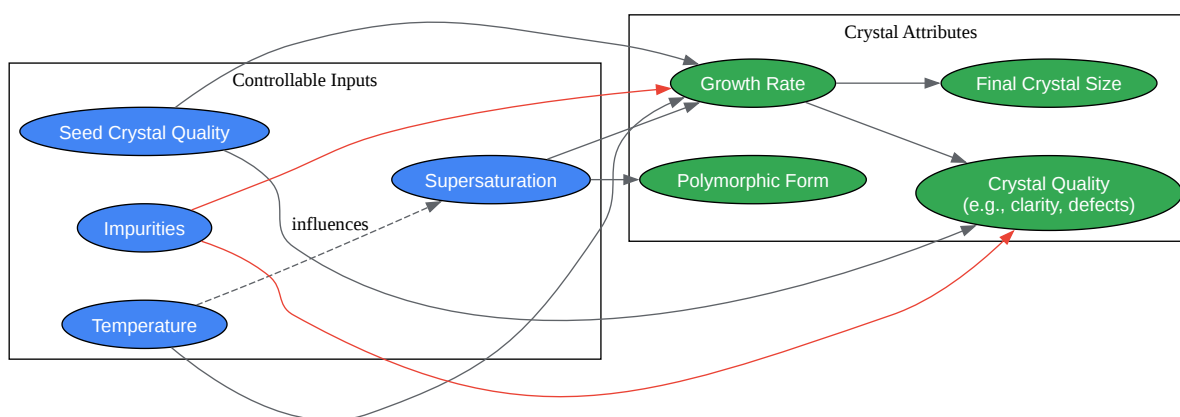 Crystal Attributes
Controllable Inputs
Growth Rate
Final Crystal Size
Seed Crystal Quality
Supersaturation
Polymorphic Form
Crystal Quality
(e.g., clarity, defects)
Impurities
influences
Temperature